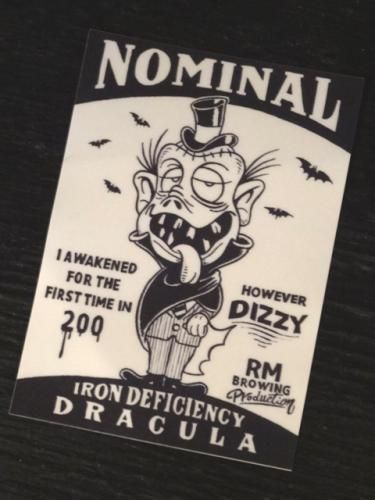 NOMINAL
I AWAKENED
FOR THE
FIRST TIME IN
200
HOWEVER
DIZZY
RM
BROWING
Production
IRON DEFICIENCY
DRACULA